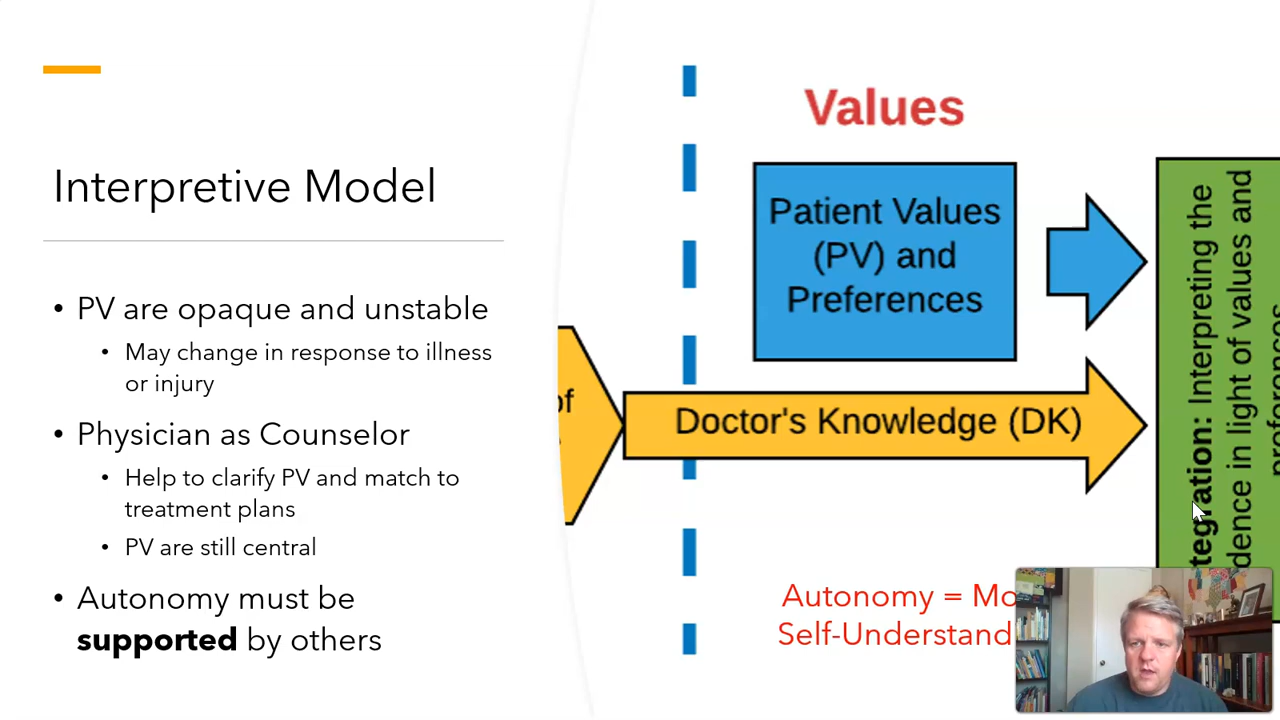 Interpretive Model
• PV are opaque and unstable
• May change in response to illness
or injury
• Physician as Counselor
• Help to clarify PV and match to
treatment plans
• PV are still central
• Autonomy must be
supported by others
Values
Patient Values
(PV) and
Preferences
of
Doctor's Knowledge (DK)
Autonomy = Mo
Self-Understand
tegration: Interpreting the
dence in light of values and
preferences